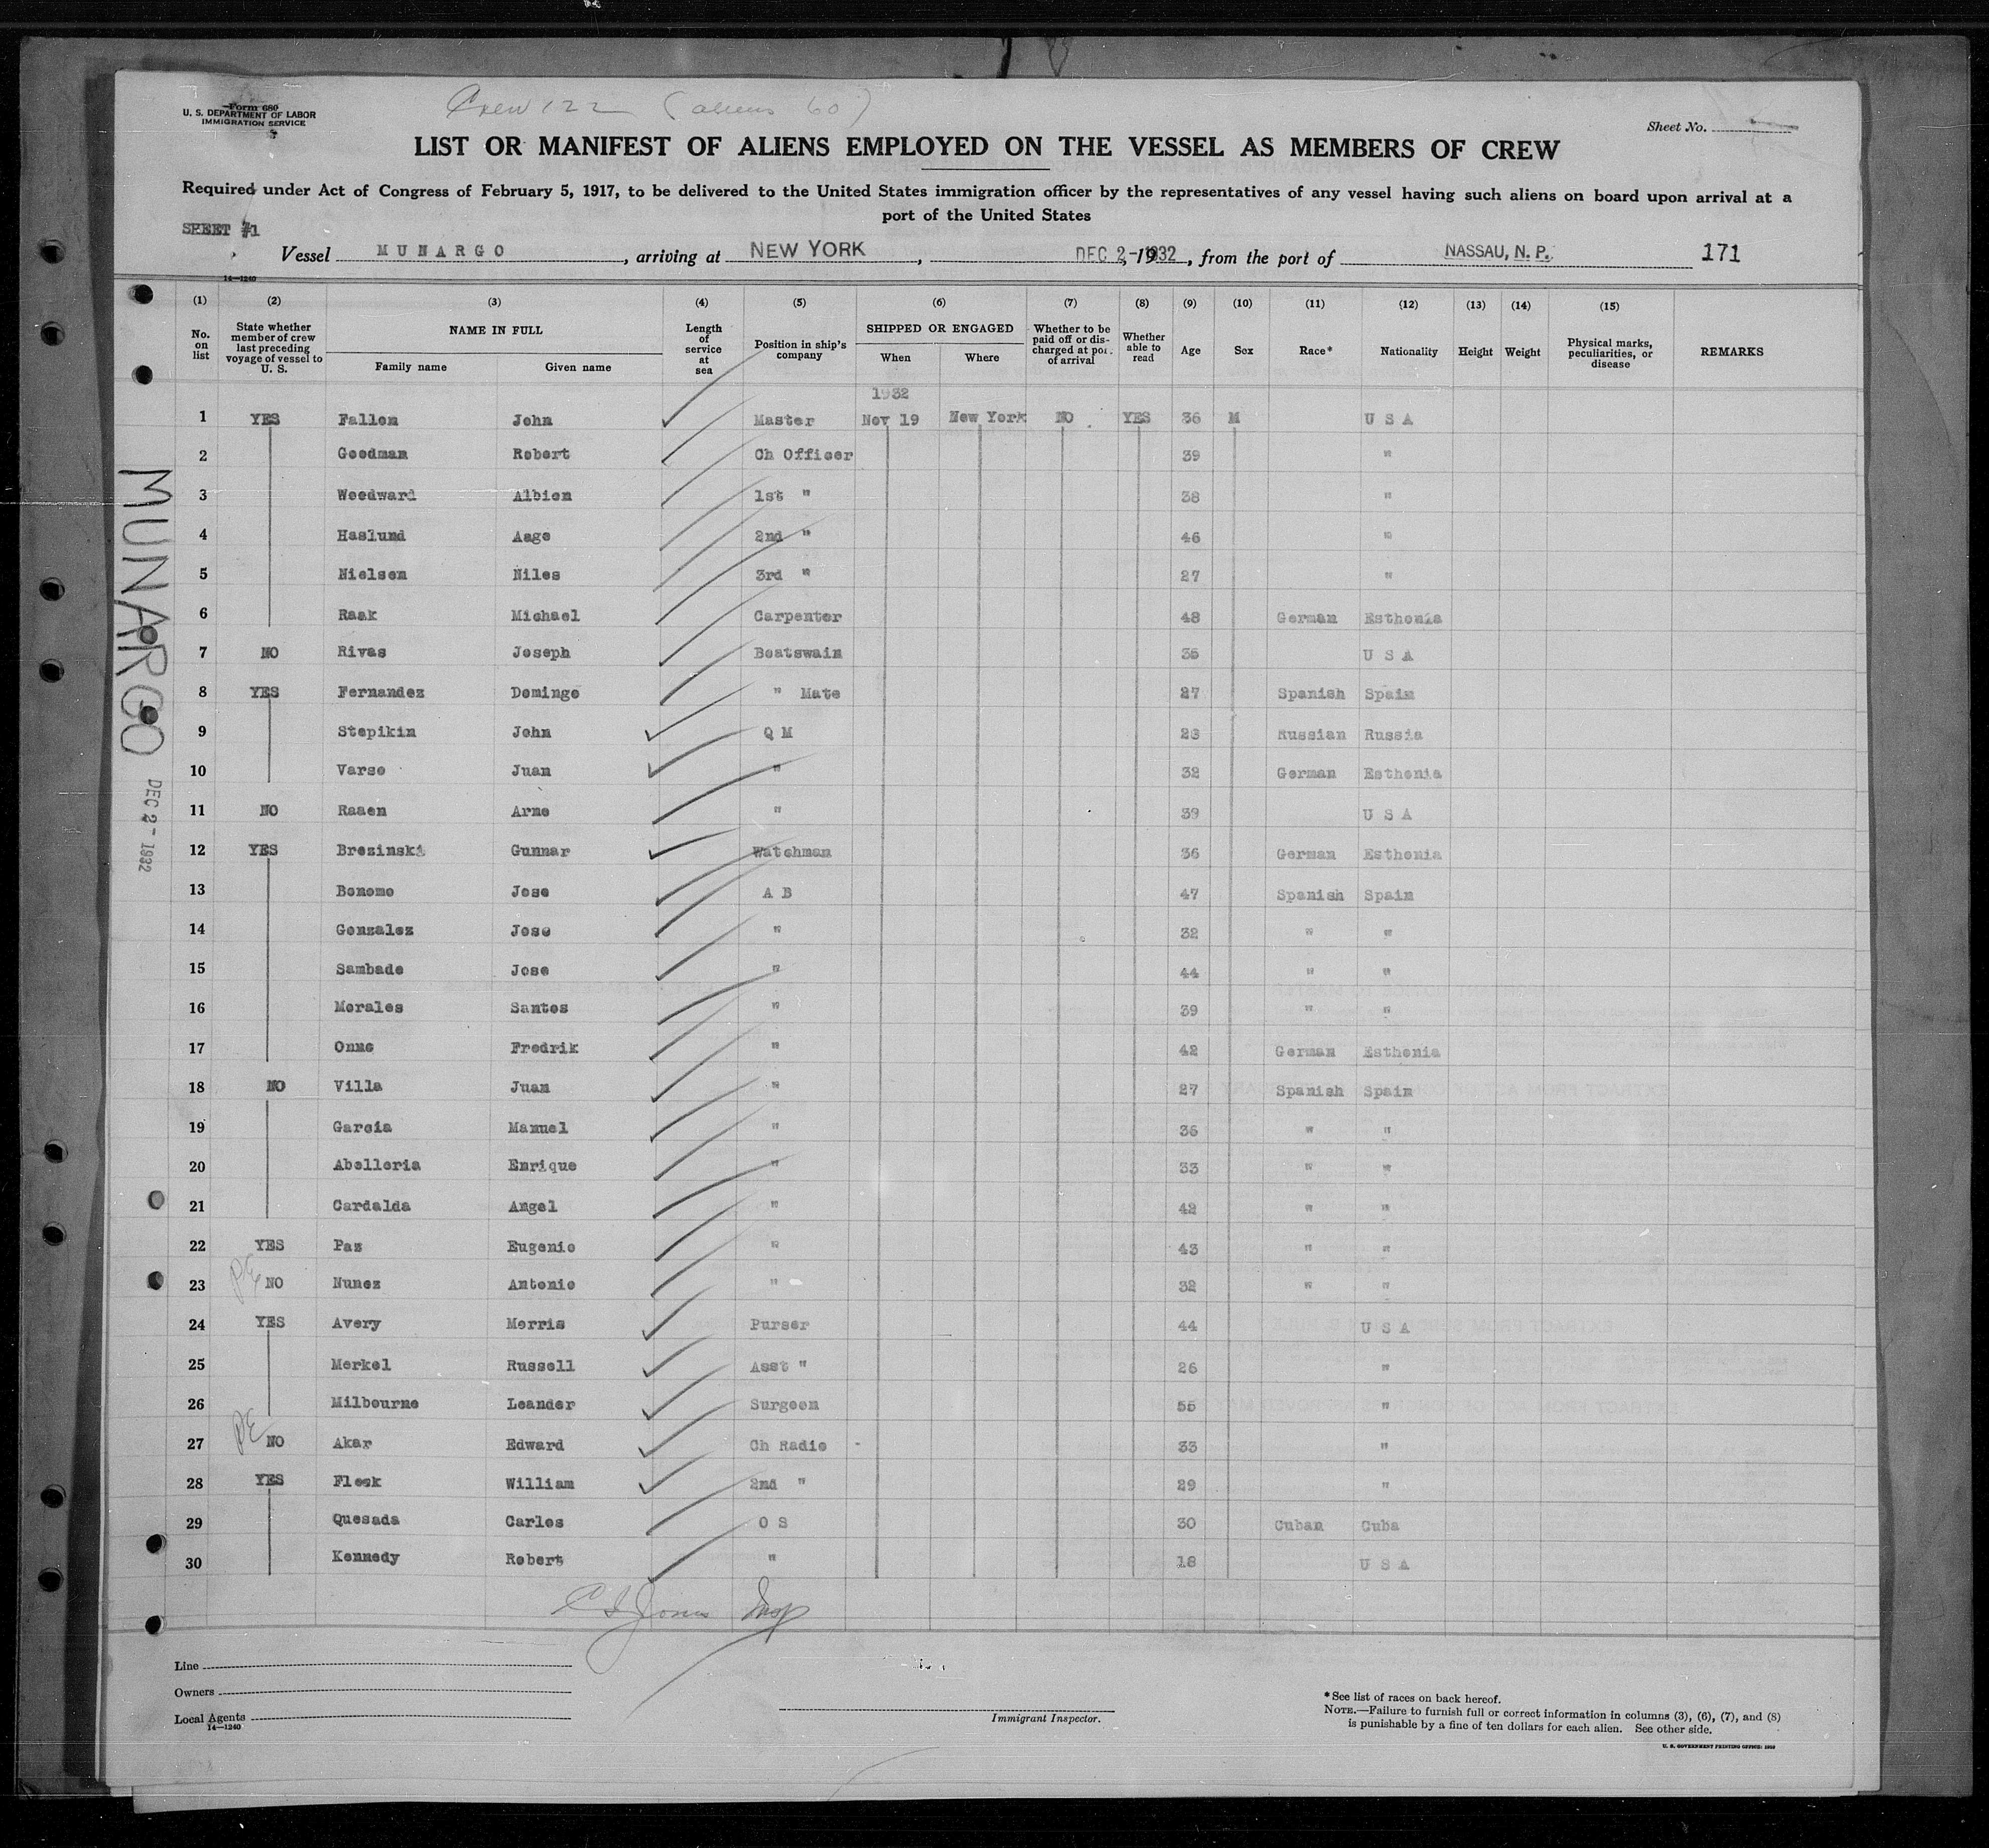 Form 680
U. S. DEPARTMENT OF LABOR
IMMIGRATION SERVICE
Crew 122 (aliens 60)
Sheet No.
LIST OR MANIFEST OF ALIENS EMPLOYED ON THE VESSEL AS MEMBERS OF CREW
Required under Act of Congress of February 5, 1917, to be delivered to the United States immigration officer by the representatives of any vessel having such aliens on board upon arrival at a
port of the United States
SHEET #1
Vessel MUNARGO, arriving at NEW YORK, DEC 2-1932, 19, from the port of NASSAU, N. P. 171
14—1240
(1) (2) (3) (4) (5) (6) (7) (8) (9) (10) (11) (12) (13) (14) (15)
No. on list State whether member of crew last preceding voyage of vessel to U. S. NAME IN FULL Family name Given name Length of service at sea Position in ship's company SHIPPED OR ENGAGED When Where Whether to be paid off or discharged at port of arrival Whether able to read Age Sex Race* Nationality Height Weight Physical marks, peculiarities, or disease REMARKS
1932
1 YES Fallon John Master Nov 19 New York NO YES 36 M U S A
2 Goodman Robert Ch Officer 39 "
3 Woodward Albion 1st " 38 "
4 Haslund Aage 2nd " 46 "
5 Nielsen Niles 3rd " 27 "
6 Raak Michael Carpenter 48 German Esthonia
7 NO Rivas Joseph Boatswain 35 U S A
8 YES Fernandez Domingo " Mate 27 Spanish Spain
9 Stepikin John Q M 23 Russian Russia
10 Varse Juan " 32 German Esthonia
11 NO Raaen Arne " 39 U S A
12 YES Brezinski Gunnar Watchman 36 German Esthonia
13 Bonome Jose A B 47 Spanish Spain
14 Gonzalez Jose " 32 " "
15 Sambade Jose " 44 " "
16 Morales Santos " 39 " "
17 Onno Fredrik " 42 German Esthonia
18 NO Villa Juan " 27 Spanish Spain
19 Garcia Manuel " 36 " "
20 Abelleria Enrique " 33 " "
21 Cardalda Angel " 42 " "
22 YES Paz Eugenio " 43 " "
23 PE NO Nunez Antonio " 32 " "
24 YES Avery Morris Purser 44 U S A
25 Merkel Russell Asst " 26 "
26 Milbourne Leander Surgeon 55 "
27 PE NO Akar Edward Ch Radio - 33 "
28 YES Fleck William 2nd " 29 "
29 Quesada Carlos O S 30 Cuban Cuba
30 Kennedy Robert " 18 U S A
MUNARGO
DEC 2-1932
Jones Insp
Line
Owners
Local Agents
14—1240
Immigrant Inspector.
*See list of races on back hereof.
NOTE.—Failure to furnish full or correct information in columns (3), (6), (7), and (8)
is punishable by a fine of ten dollars for each alien. See other side.
U. S. GOVERNMENT PRINTING OFFICE: